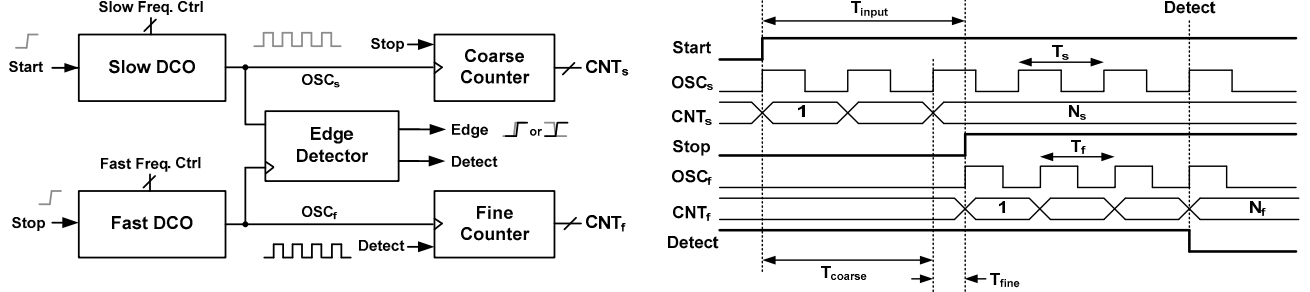 Slow Freq. Ctrl
Start
Slow DCO
OSCs
Stop
Coarse Counter
CNTs
Edge Detector
Edge
or
Detect
Fast Freq. Ctrl
Stop
Fast DCO
OSCf
Detect
Fine Counter
CNTf
Tinput
Detect
Start
Ts
OSCs
CNTs
1
Ns
Stop
Tf
OSCf
CNTf
1
Nf
Detect
Tcoarse
Tfine